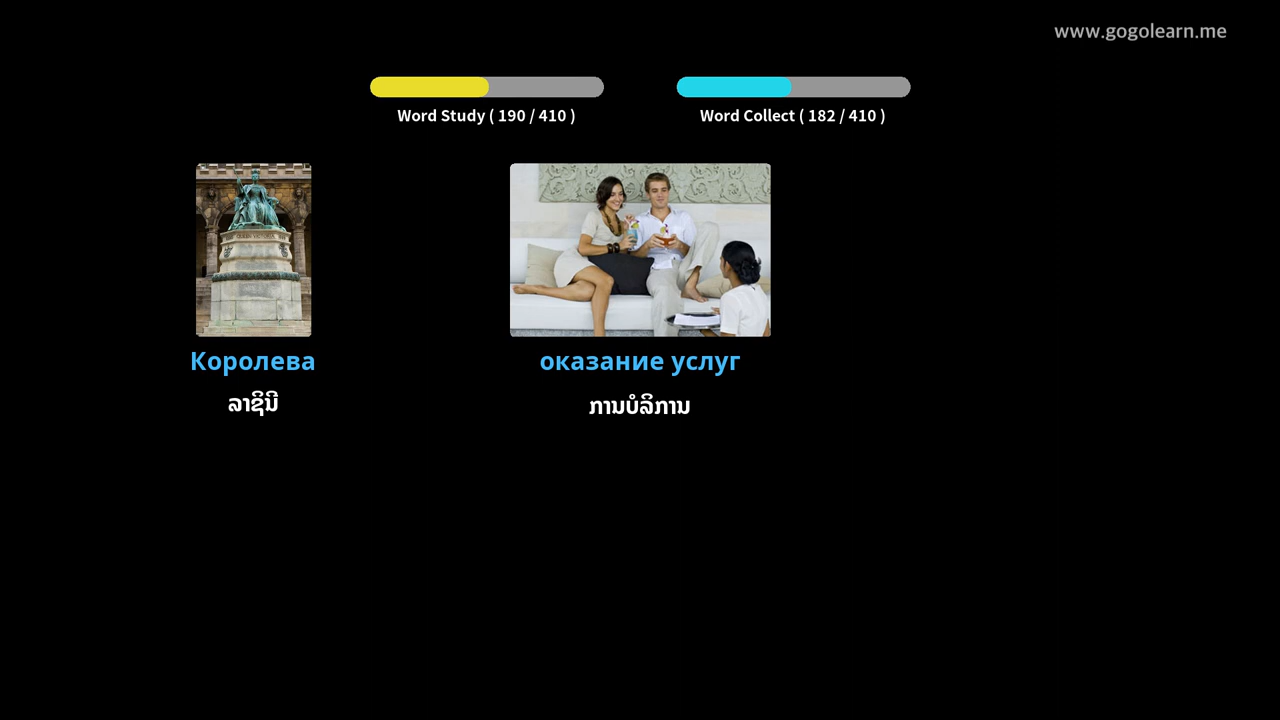 www.gogolearn.me
Word Study ( 190 / 410 )
Word Collect ( 182 / 410 )
Королева
оказание услуг
ລາຊິນີ
ການບໍລິການ